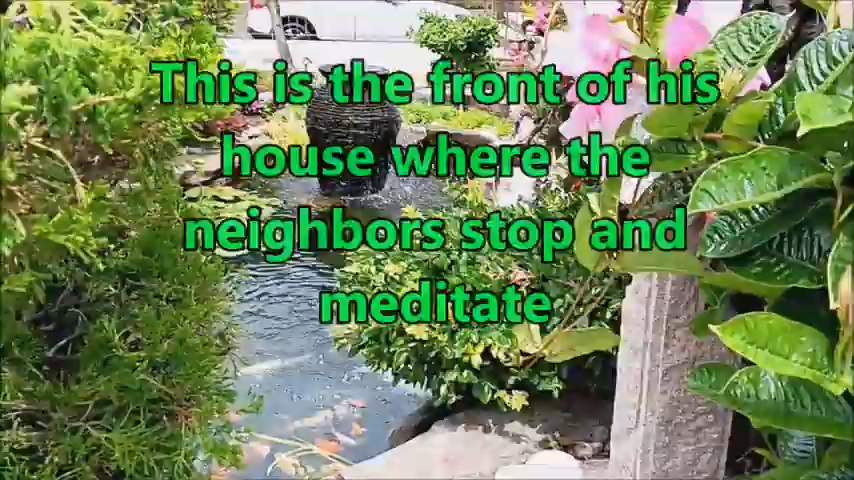 This is the front of his
house where the
neighbors stop and
meditate